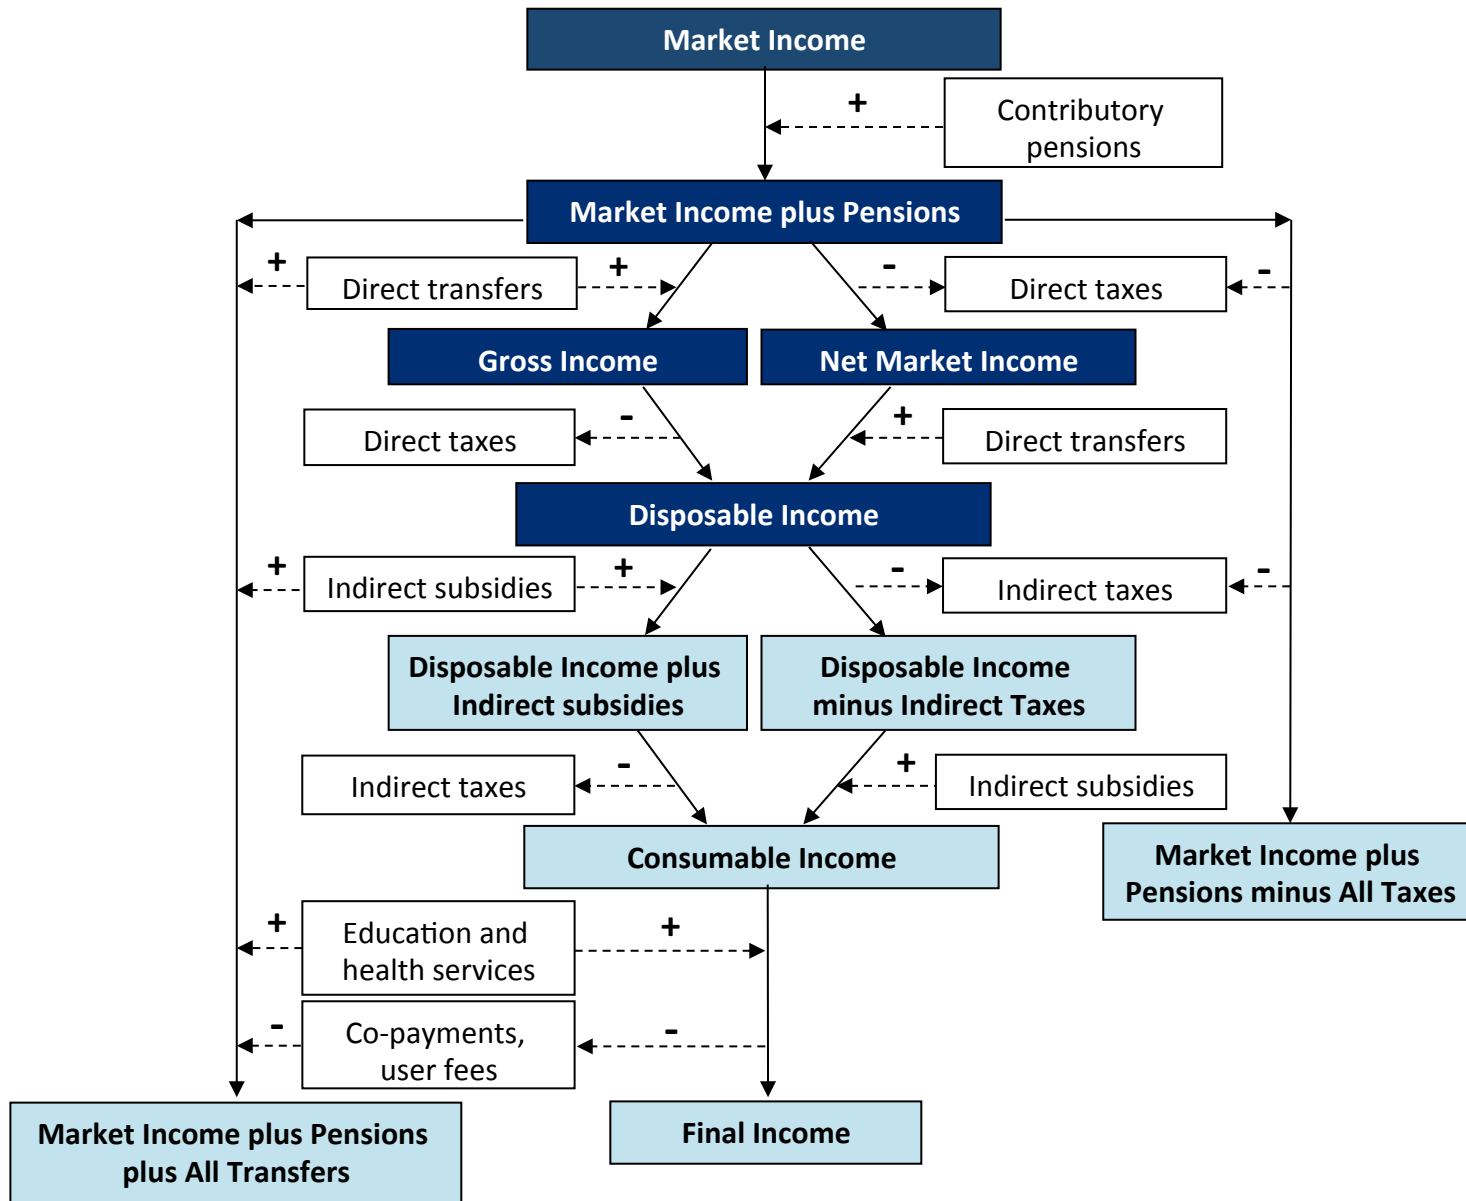 Market Income
+
Contributory
pensions
Market Income plus Pensions
+
Direct transfers
+
-
Direct taxes
-
Gross Income
Net Market Income
Direct taxes
-
+
Direct transfers
Disposable Income
+
Indirect subsidies
+
-
Indirect taxes
-
Disposable Income plus
Indirect subsidies
Disposable Income
minus Indirect Taxes
Indirect taxes
-
+
Indirect subsidies
Consumable Income
Market Income plus
Pensions minus All Taxes
+
Education and
health services
+
-
Co-payments,
user fees
-
Market Income plus Pensions
plus All Transfers
Final Income